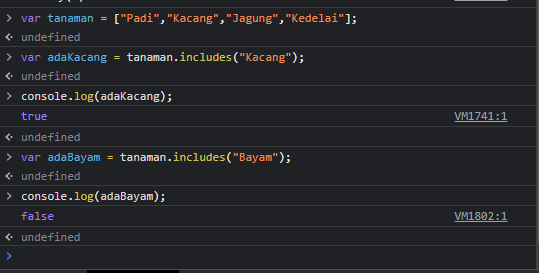 > var tanaman = ["Padi","Kacang","Jagung","Kedelai"];
undefined
> var adaKacang = tanaman.includes("Kacang");
undefined
> console.log(adaKacang);
true VM1741:1
undefined
> var adaBayam = tanaman.includes("Bayam");
undefined
> console.log(adaBayam);
false VM1802:1
undefined
>